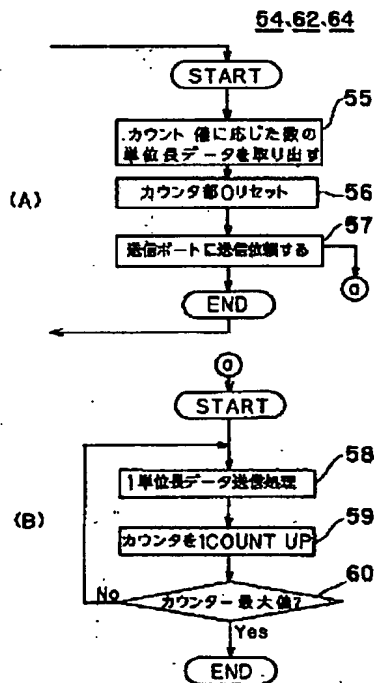 54、62、64
START
カウント値に応じた数の
単位長データを取り出す
55
(A)
カウンタ部0リセット
56
送信ポートに送信依頼する
57
a
END
a
START
1単位長データ送信処理
58
(B)
カウンタを1COUNT UP
59
カウンター最大値?
60
No
Yes
END